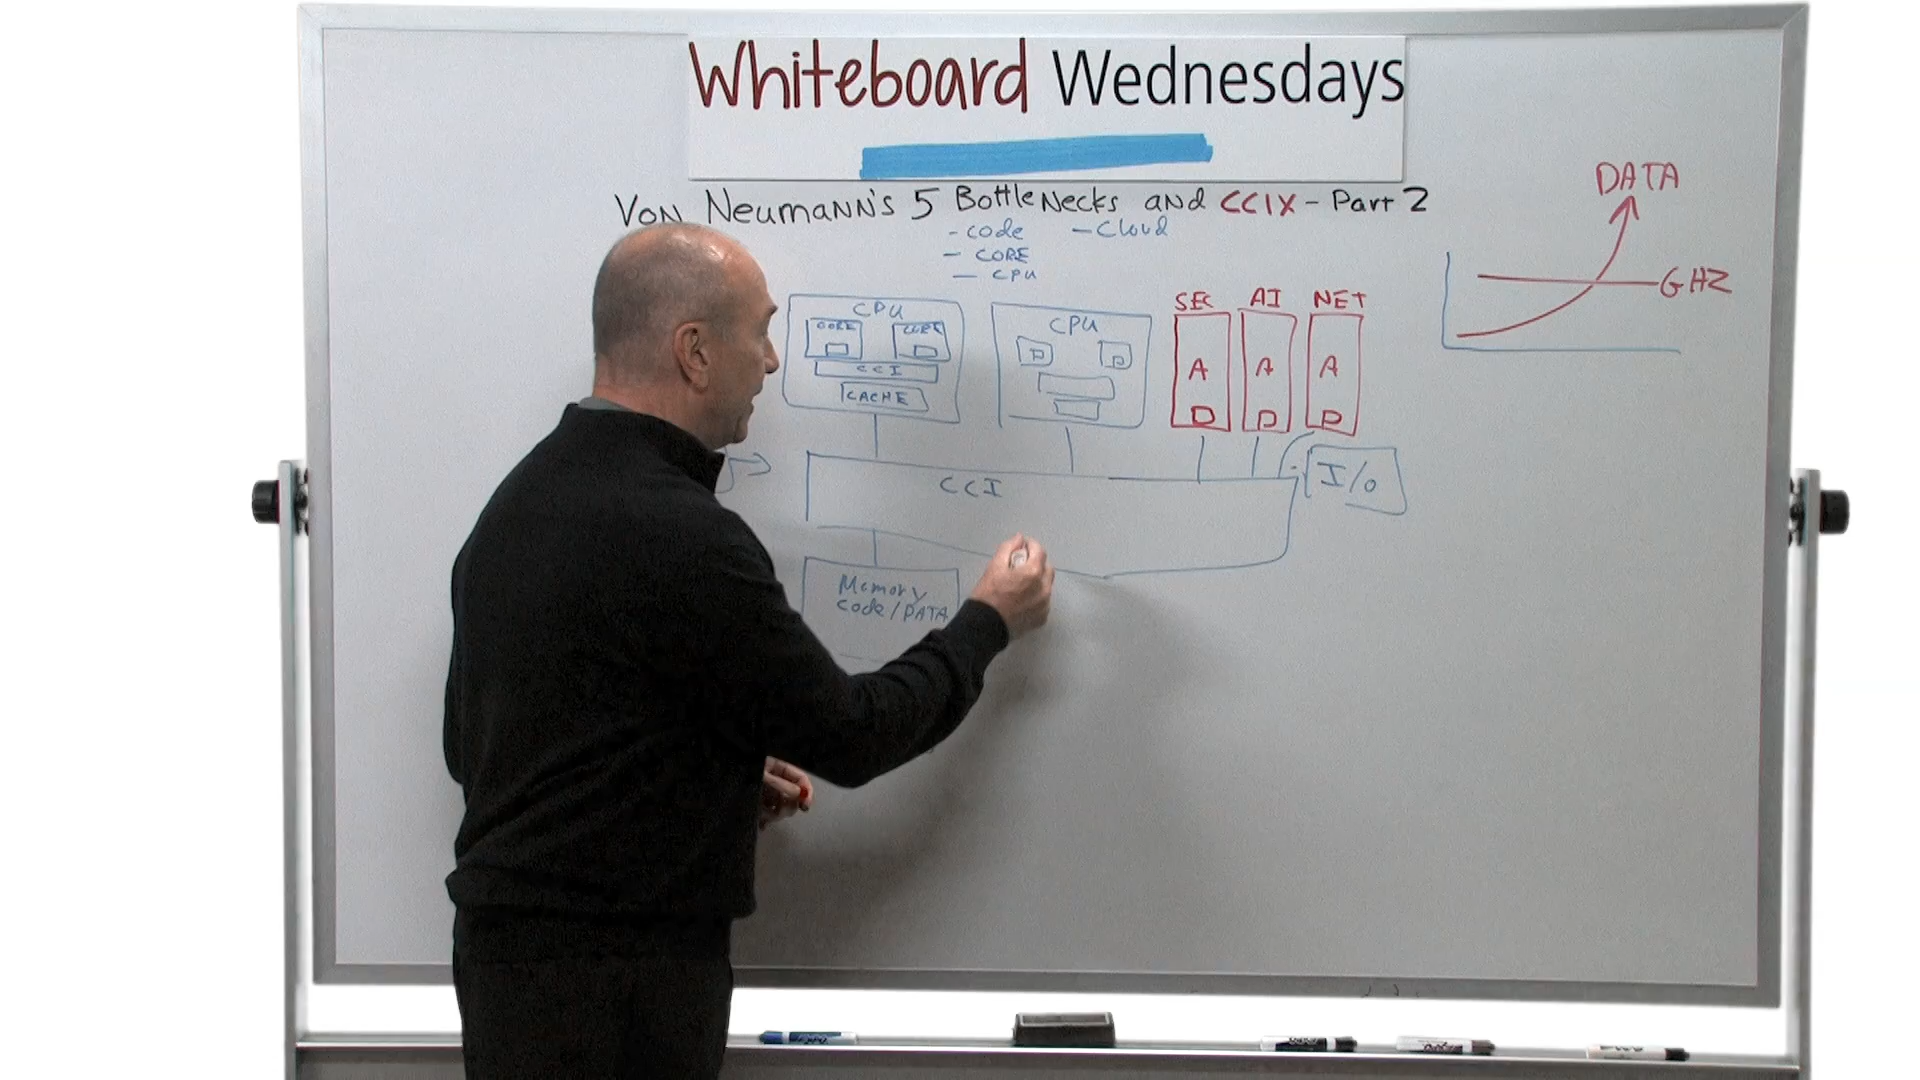 Whiteboard Wednesdays
Von Neumann's 5 BottleNecks and CCIX - Part 2
- code - Cloud
- CORE
- CPU
DATA
GHZ
SEC AI NET
CPU
CORE CORE
CCI
CACHE
CPU
D D
A A A
D D D
CCI
I/O
Memory
code/DATA